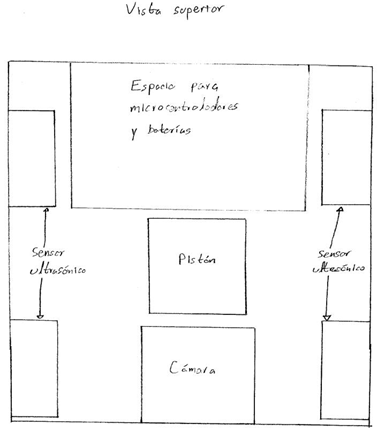 Vista superior
Espacio para
microcontroladores
y baterías
Sensor
ultrasónico
Pistón
Sensor
ultrasónico
Cámara